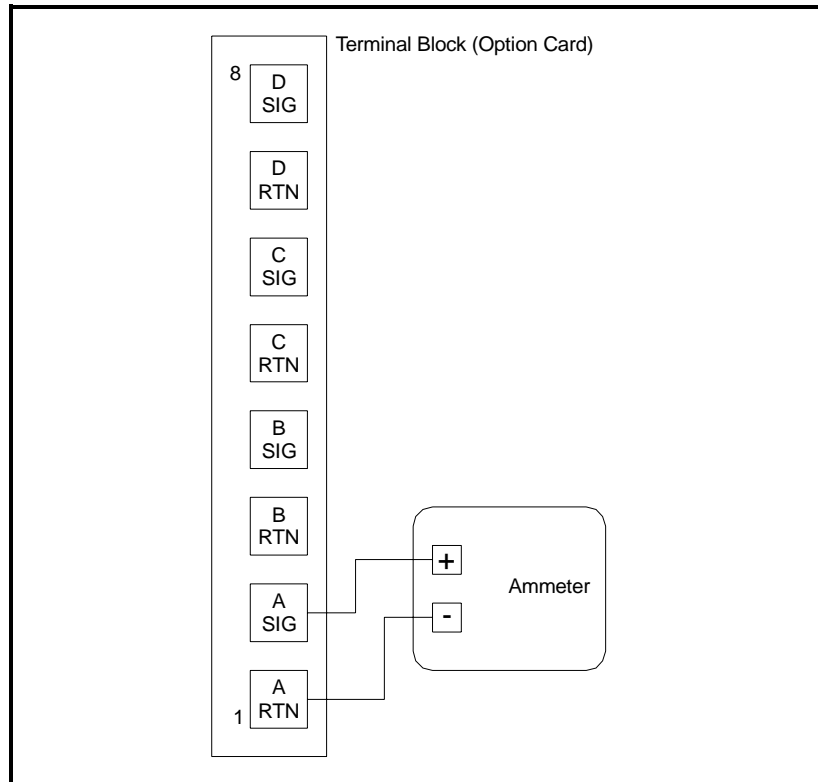 Terminal Block (Option Card)
8
D
SIG
D
RTN
C
SIG
C
RTN
B
SIG
B
RTN
A
SIG
A
RTN
1
+
-
Ammeter